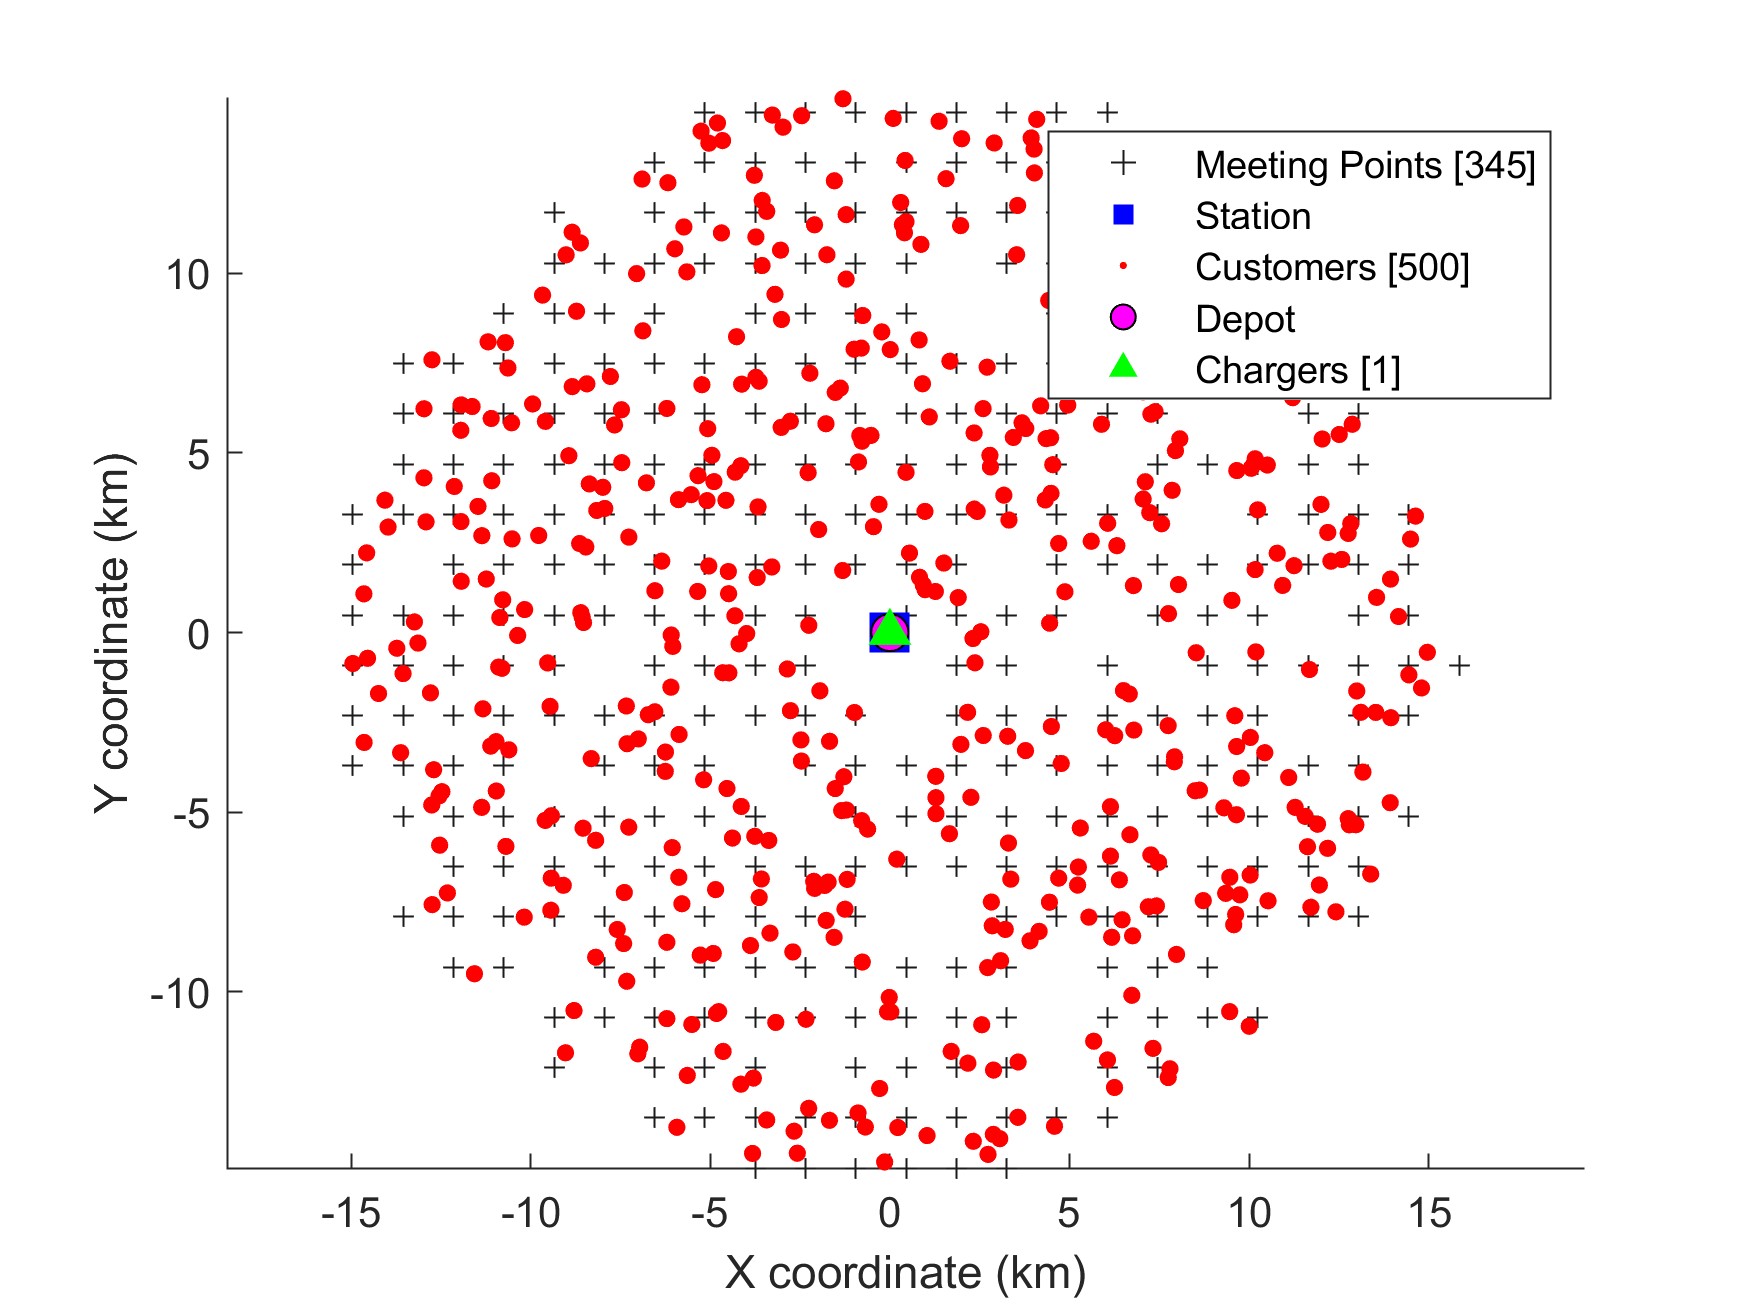 Meeting Points [345]
Station
Customers [500]
Depot
Chargers [1]
10
5
0
-5
-10
Y coordinate (km)
-15 -10 -5 0 5 10 15
X coordinate (km)